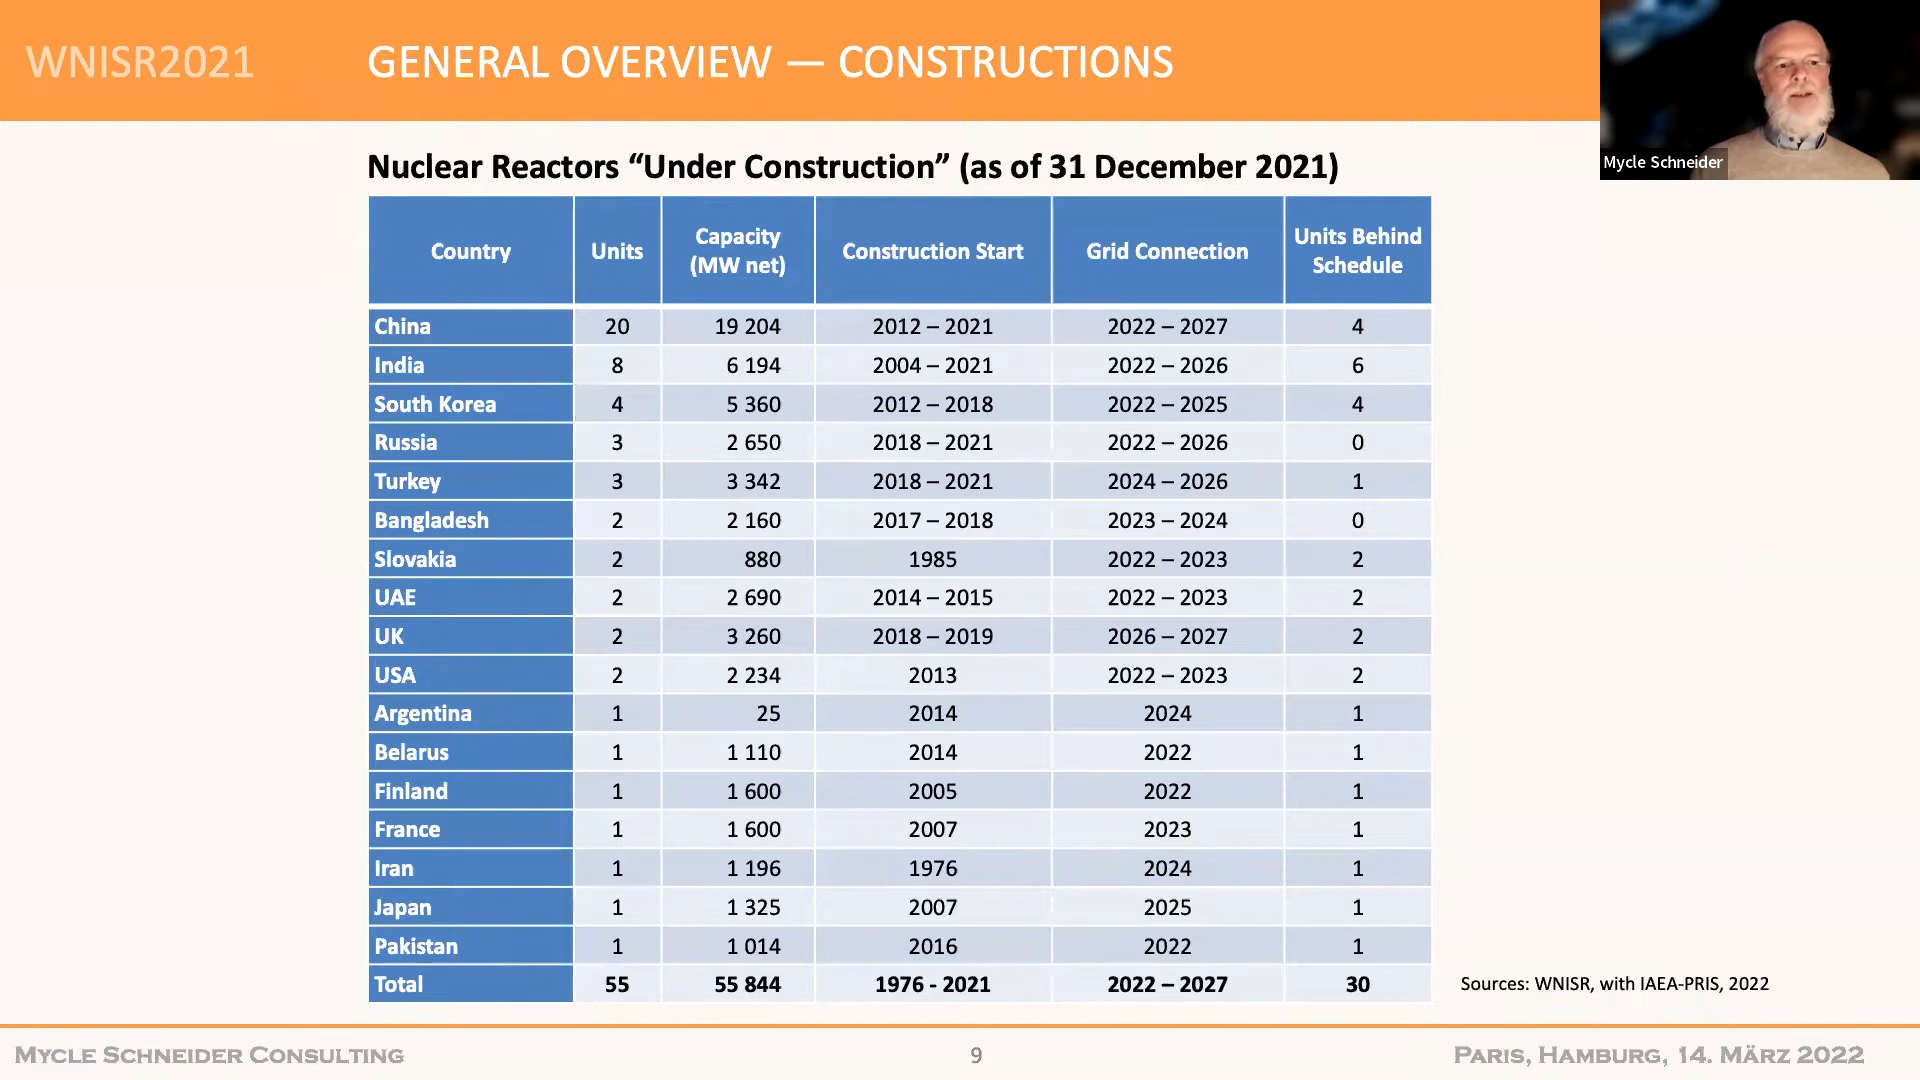 WNISR2021 GENERAL OVERVIEW — CONSTRUCTIONS
Mycle Schneider
Nuclear Reactors “Under Construction” (as of 31 December 2021)
Country Units Capacity (MW net) Construction Start Grid Connection Units Behind Schedule
China 20 19 204 2012 – 2021 2022 – 2027 4
India 8 6 194 2004 – 2021 2022 – 2026 6
South Korea 4 5 360 2012 – 2018 2022 – 2025 4
Russia 3 2 650 2018 – 2021 2022 – 2026 0
Turkey 3 3 342 2018 – 2021 2024 – 2026 1
Bangladesh 2 2 160 2017 – 2018 2023 – 2024 0
Slovakia 2 880 1985 2022 – 2023 2
UAE 2 2 690 2014 – 2015 2022 – 2023 2
UK 2 3 260 2018 – 2019 2026 – 2027 2
USA 2 2 234 2013 2022 – 2023 2
Argentina 1 25 2014 2024 1
Belarus 1 1 110 2014 2022 1
Finland 1 1 600 2005 2022 1
France 1 1 600 2007 2023 1
Iran 1 1 196 1976 2024 1
Japan 1 1 325 2007 2025 1
Pakistan 1 1 014 2016 2022 1
Total 55 55 844 1976 - 2021 2022 – 2027 30
Sources: WNISR, with IAEA-PRIS, 2022
MYCLE SCHNEIDER CONSULTING 9 PARIS, HAMBURG, 14. MÄRZ 2022